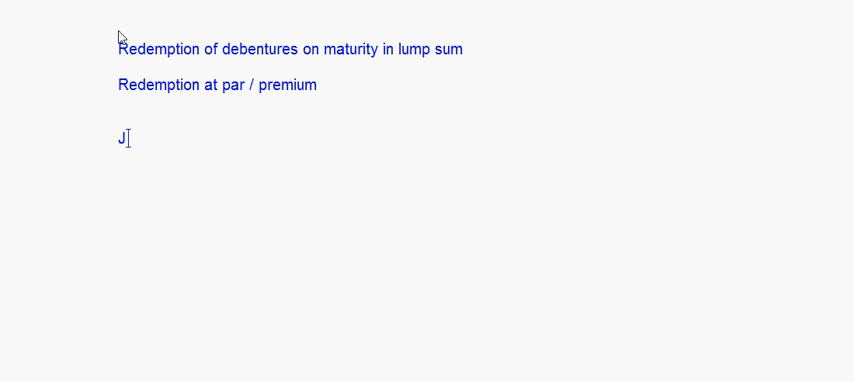 Redemption of debentures on maturity in lump sum
Redemption at par / premium
J